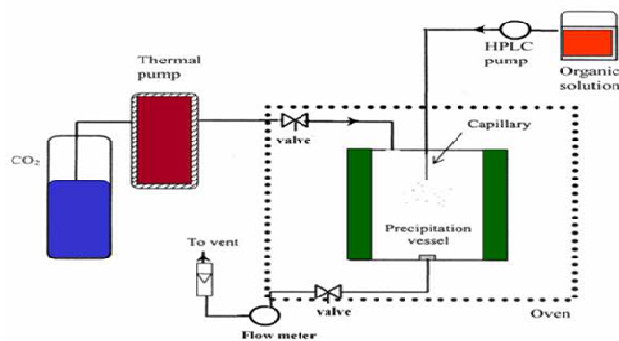 Thermal
pump
CO₂
valve
HPLC
pump
Organic
solution
Capillary
Precipitation
vessel
To vent
valve
Flow meter
Oven